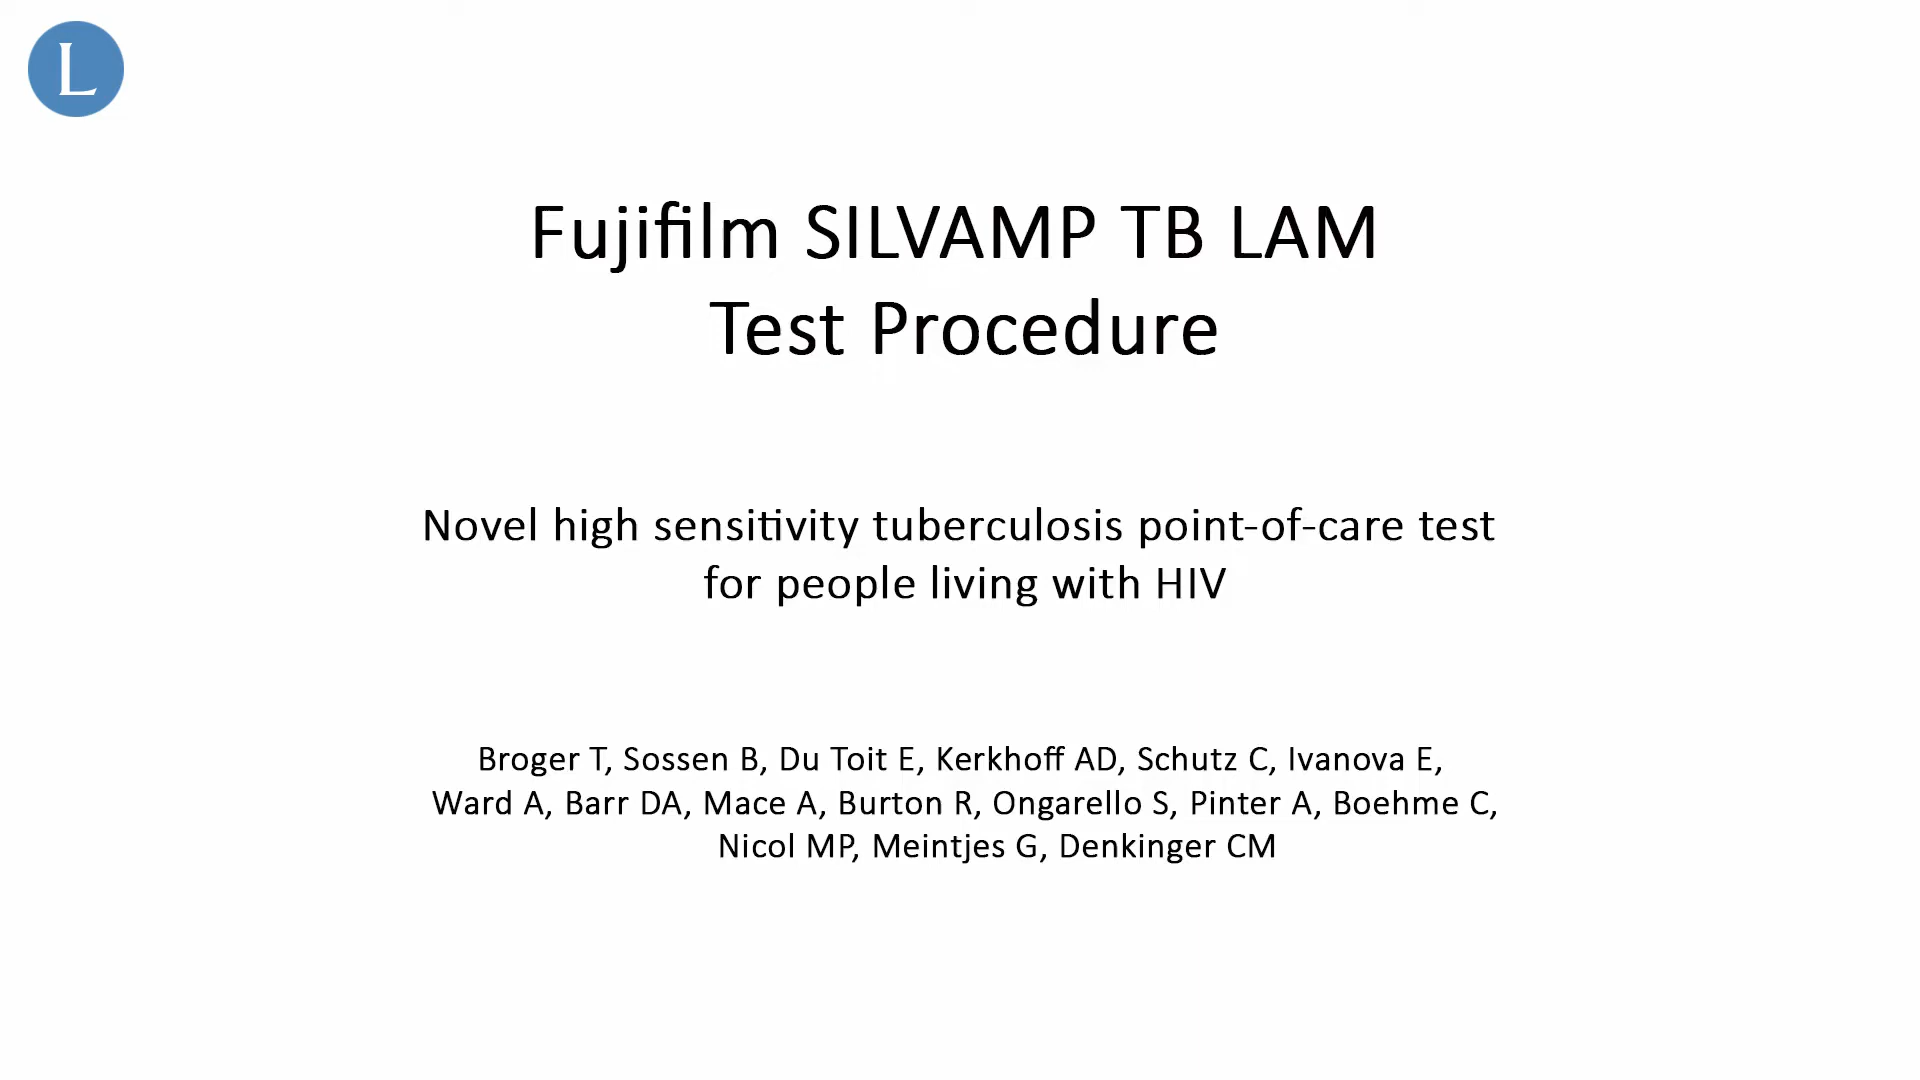 L
Fujifilm SILVAMP TB LAM
Test Procedure
Novel high sensitivity tuberculosis point-of-care test
for people living with HIV
Broger T, Sossen B, Du Toit E, Kerkhoff AD, Schutz C, Ivanova E,
Ward A, Barr DA, Mace A, Burton R, Ongarello S, Pinter A, Boehme C,
Nicol MP, Meintjes G, Denkinger CM